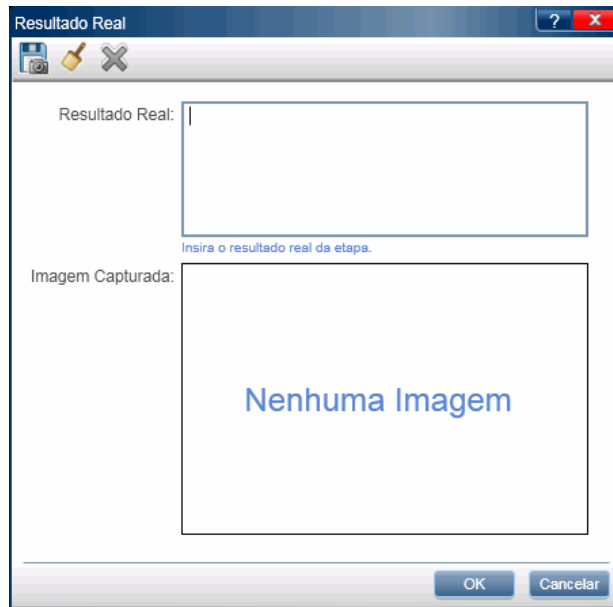 Resultado Real
?
Resultado Real:
Insira o resultado real da etapa.
Imagem Capturada:
Nenhuma Imagem
OK Cancelar